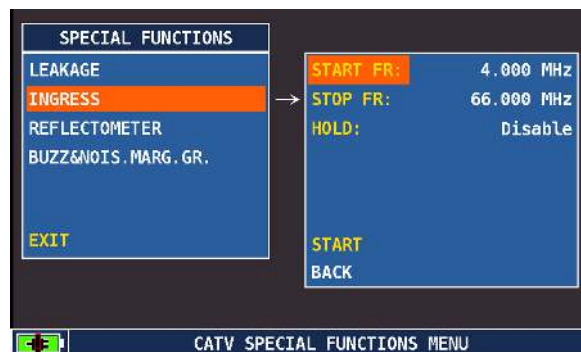 SPECIAL FUNCTIONS
LEAKAGE
INGRESS
REFLECTOMETER
BUZZ&NOIS.MARG.GR.
EXIT
START FR: 4.000 MHz
STOP FR: 66.000 MHz
HOLD: Disable
START
BACK
CATV SPECIAL FUNCTIONS MENU